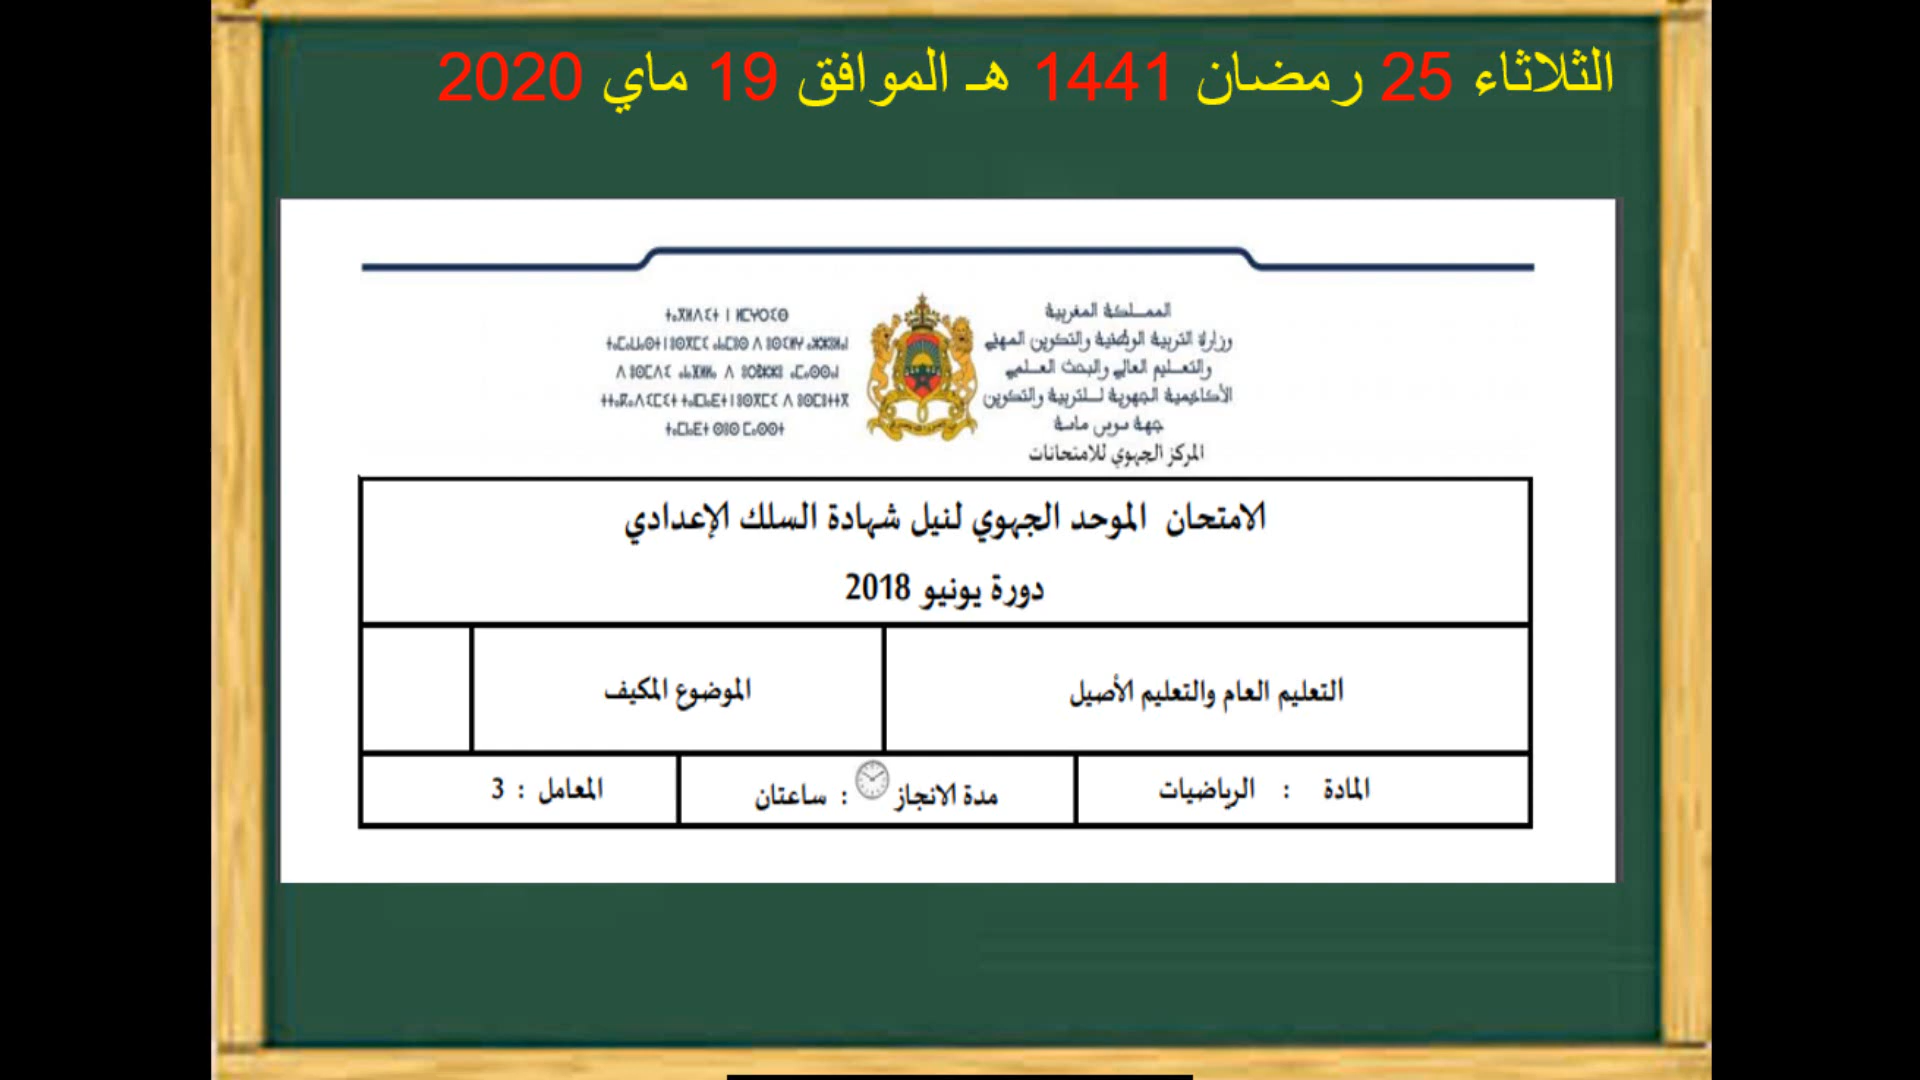 الثلاثاء 25 رمضان 1441 هـ الموافق 19 ماي 2020
المملكة المغربية
وزارة التربية الوطنية والتكوين المهني
والتعليم العالي والبحث العلمي
الأكاديمية الجهوية للتربية والتكوين
جهة سوس ماسة
المركز الجهوي للامتحانات
ⵜⴰⴳⵍⴷⵉⵜ ⵏ ⵍⵎⵖⵔⵉⴱ
الامتحان الموحد الجهوي لنيل شهادة السلك الإعدادي
دورة يونيو 2018
التعليم العام والتعليم الأصيل
الموضوع المكيف
المادة : الرياضيات
مدة الانجاز : ساعتان
المعامل : 3